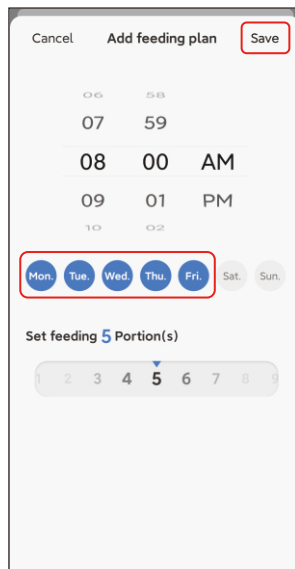 Cancel Add feeding plan Save
06 58
07 59
08 00 AM
09 01 PM
10 02
Mon. Tue. Wed. Thu. Fri. Sat. Sun.
Set feeding 5 Portion(s)
1 2 3 4 5 6 7 8 9